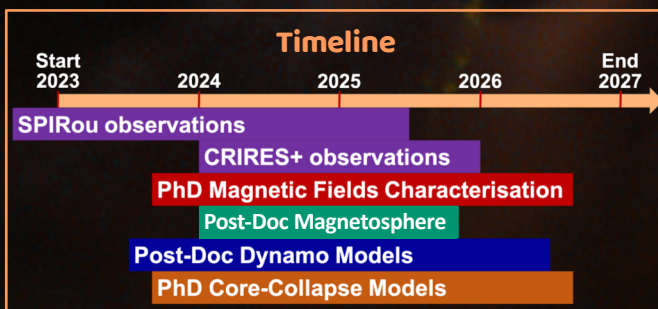 Timeline
Start End
2023 2024 2025 2026 2027
SPIRou observations
CRIRES+ observations
PhD Magnetic Fields Characterisation
Post-Doc Magnetosphere
Post-Doc Dynamo Models
PhD Core-Collapse Models